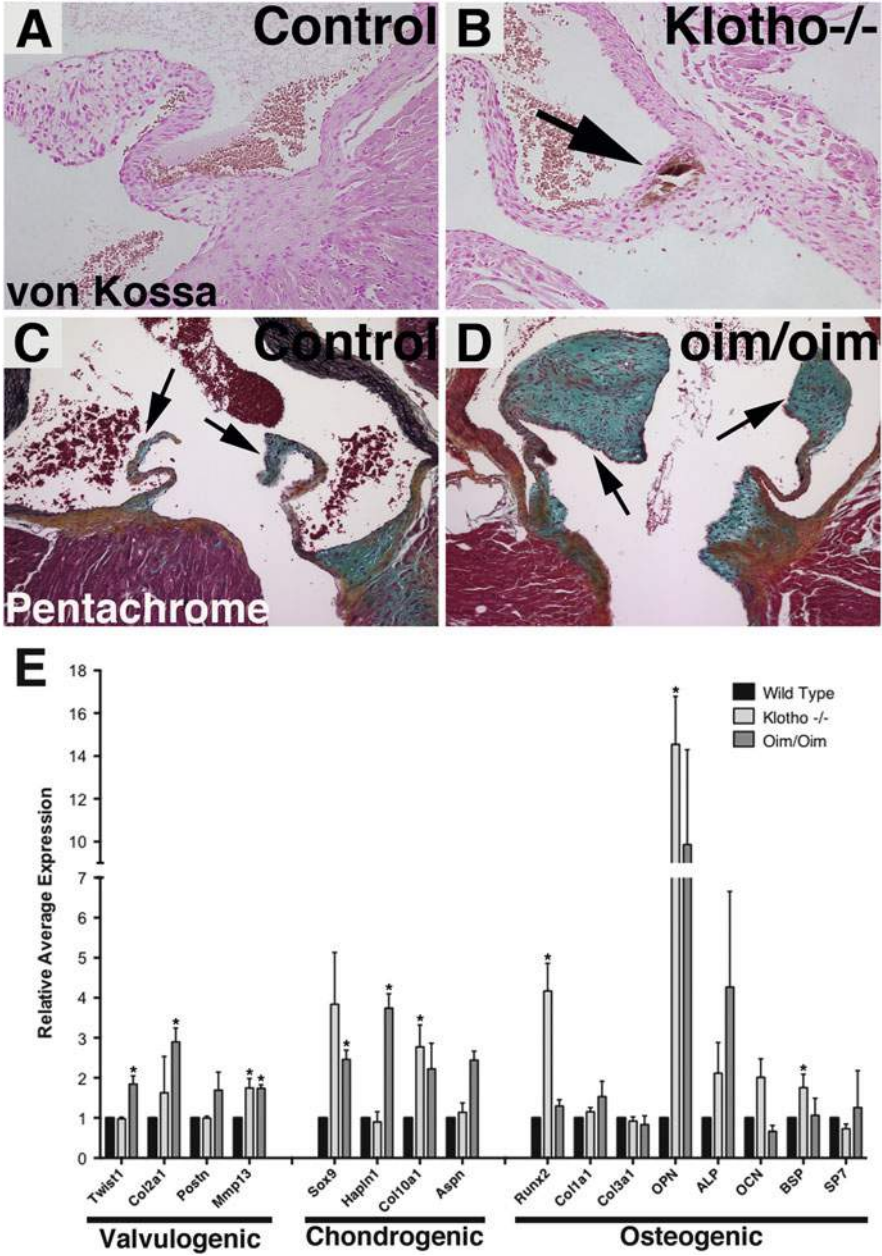 A Control
B Klotho-/-
von Kossa
C Control
D oim/oim
Pentachrome
E
Relative Average Expression
18
16
14
12
10
7
6
5
4
3
2
1
0
Wild Type
Klotho -/-
Oim/Oim
*
*
* *
*
*
*
*
*
*
Twist1
Col2a1
Postn
Mmp13
Sox9
Hapln1
Col10a1
Aspn
Runx2
Col1a1
Col3a1
OPN
ALP
OCN
BSP
SP7
Valvulogenic
Chondrogenic
Osteogenic